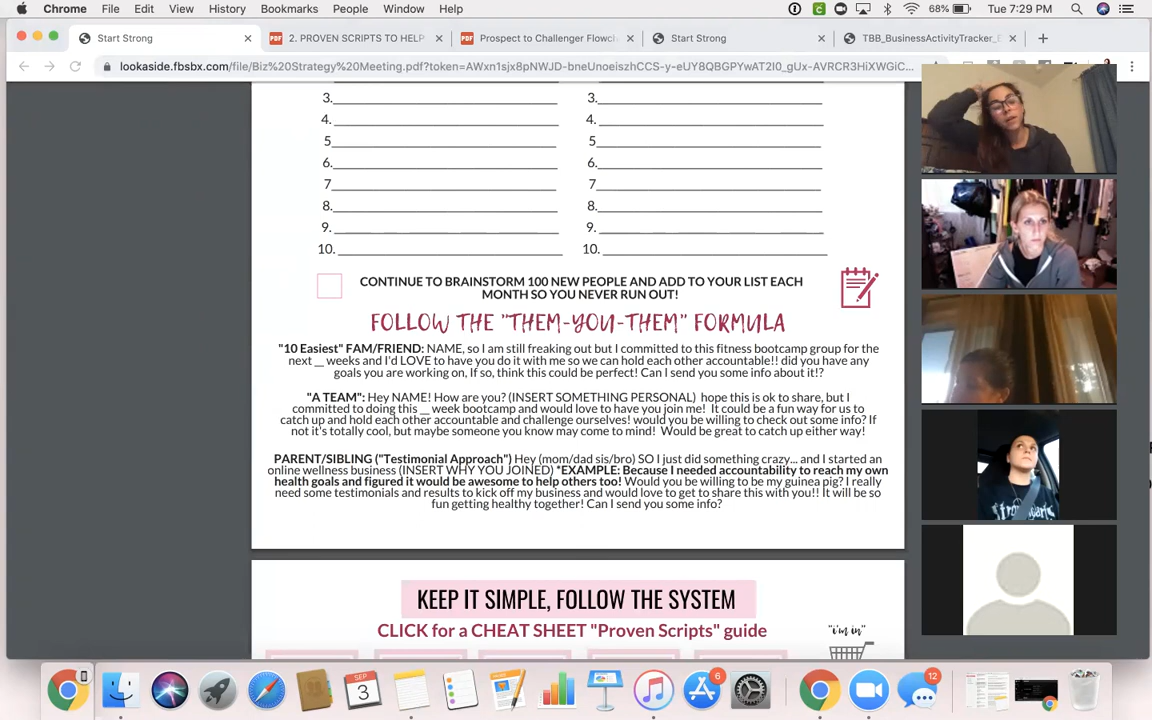 Chrome File Edit View History Bookmarks People Window Help 68% Tue 7:29 PM
Start Strong 2. PROVEN SCRIPTS TO HELP Prospect to Challenger Flowch Start Strong TBB_BusinessActivityTracker_E
lookaside.fbsbx.com/file/Biz%20Strategy%20Meeting.pdf?
3. 3.
4. 4.
5 5
6. 6.
7 7
8. 8.
9. 9.
10. 10.
CONTINUE TO BRAINSTORM 100 NEW PEOPLE AND ADD TO YOUR LIST EACH
MONTH SO YOU NEVER RUN OUT!
FOLLOW THE "THEM-YOU-THEM" FORMULA
"10 Easiest" FAM/FRIEND: NAME, so I am still freaking out but I committed to this fitness bootcamp group for the
next __ weeks and I'd LOVE to have you do it with me so we can hold each other accountable!! did you have any
goals you are working on, If so, think this could be perfect! Can I send you some info about it!?
"A TEAM": Hey NAME! How are you? (INSERT SOMETHING PERSONAL) hope this is ok to share, but I
committed to doing this __ week bootcamp and would love to have you join me! It could be a fun way for us to
catch up and hold each other accountable and challenge ourselves! would you be willing to check out some info? If
not it's totally cool, but maybe someone you know may come to mind! Would be great to catch up either way!
PARENT/SIBLING ("Testimonial Approach") Hey (mom/dad sis/bro) SO I just did something crazy... and I started an
online wellness business (INSERT WHY YOU JOINED) *EXAMPLE: Because I needed accountability to reach my own
health goals and figured it would be awesome to help others too! Would you be willing to be my guinea pig? I really
need some testimonials and results to kick off my business and would love to get to share this with you!! It will be so
fun getting healthy together! Can I send you some info?
KEEP IT SIMPLE, FOLLOW THE SYSTEM
CLICK for a CHEAT SHEET "Proven Scripts" guide
"i'm in"
SEP
3
6
12